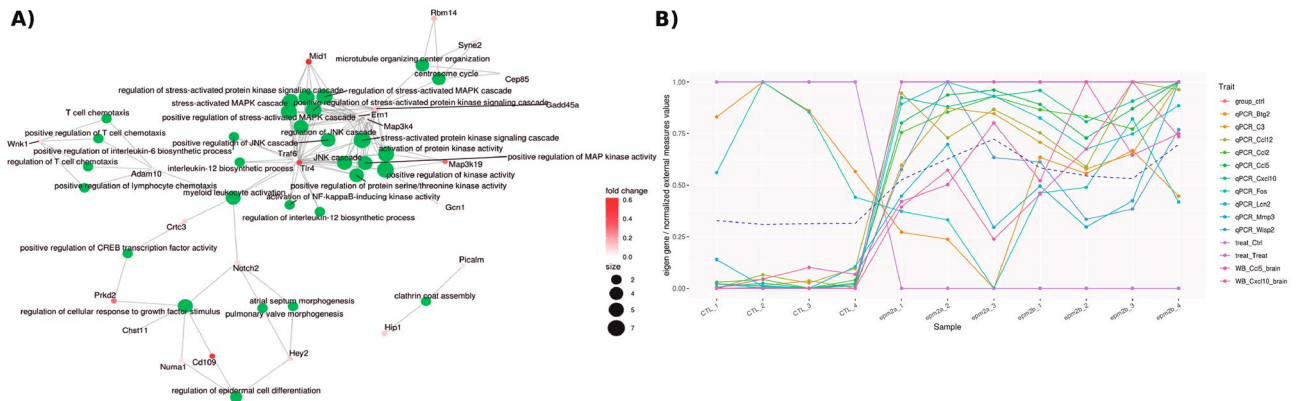 A)
Rbm14
Syne2
Mid1
microtubule organizing center organization
centrosome cycle
Cep85
regulation of stress-activated protein kinase signaling cascade
regulation of stress-activated MAPK cascade
stress-activated MAPK cascade
positive regulation of stress-activated protein kinase signaling cascade
Gadd45a
positive regulation of stress-activated MAPK cascade
Ern1
T cell chemotaxis
Map3k4
positive regulation of T cell chemotaxis
regulation of JNK cascade
stress-activated protein kinase signaling cascade
Wnk1
positive regulation of JNK cascade
positive regulation of interleukin-6 biosynthetic process
activation of protein kinase activity
Traf6
JNK cascade
positive regulation of MAP kinase activity
regulation of T cell chemotaxis
interleukin-12 biosynthetic process
Tlr4
Map3k19
Adam10
positive regulation of kinase activity
positive regulation of lymphocyte chemotaxis
positive regulation of protein serine/threonine kinase activity
myeloid leukocyte activation
activation of NF-kappaB-inducing kinase activity
Gcn1
regulation of interleukin-12 biosynthetic process
Crtc3
positive regulation of CREB transcription factor activity
Notch2
Picalm
Prkd2
atrial septum morphogenesis
clathrin coat assembly
regulation of cellular response to growth factor stimulus
pulmonary valve morphogenesis
Chst11
Hip1
Numa1
Cd109
Hey2
regulation of epidermal cell differentiation
fold change
0.6
0.4
0.2
0.0
size
2
4
5
7
B)
eigen gene / normalized external measures values
1.00
0.75
0.50
0.25
0.00
CTL_1
CTL_2
CTL_3
CTL_4
epm2a_1
epm2a_2
epm2a_3
epm2b_1
epm2b_2
epm2b_3
epm2b_4
Sample
Trait
group_ctrl
qPCR_Btg2
qPCR_C3
qPCR_Ccl12
qPCR_Ccl2
qPCR_Ccl5
qPCR_Cxcl10
qPCR_Fos
qPCR_Lcn2
qPCR_Mmp3
qPCR_Wisp2
treat_Ctrl
treat_Treat
WB_Ccl5_brain
WB_Cxcl10_brain